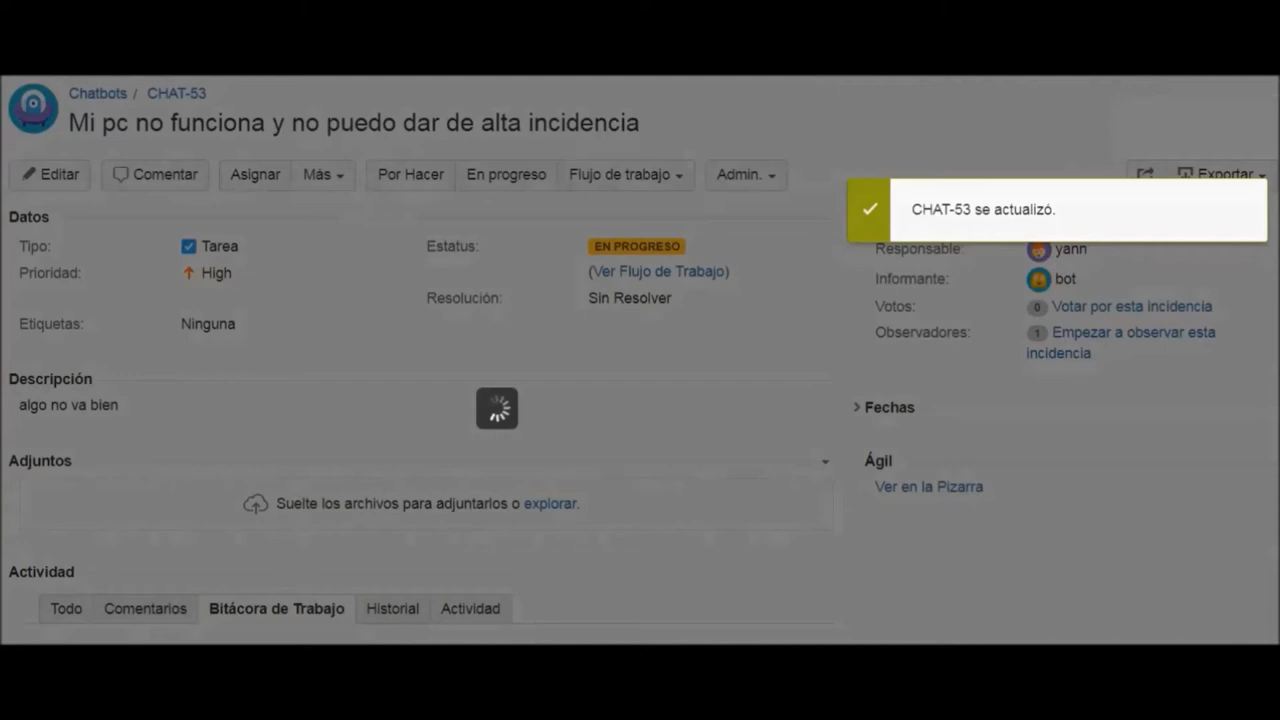 Chatbots / CHAT-53
Mi pc no funciona y no puedo dar de alta incidencia
Editar Comentar Asignar Más Por Hacer En progreso Flujo de trabajo Admin. Exportar
CHAT-53 se actualizó.
Datos
Tipo: Tarea
Prioridad: High
Etiquetas: Ninguna
Estatus: EN PROGRESO
(Ver Flujo de Trabajo)
Resolución: Sin Resolver
Responsable: yann
Informante: bot
Votos: 0 Votar por esta incidencia
Observadores: 1 Empezar a observar esta
incidencia
Descripción
algo no va bien
Fechas
Adjuntos
Suelte los archivos para adjuntarlos o explorar.
Ágil
Ver en la Pizarra
Actividad
Todo Comentarios Bitácora de Trabajo Historial Actividad